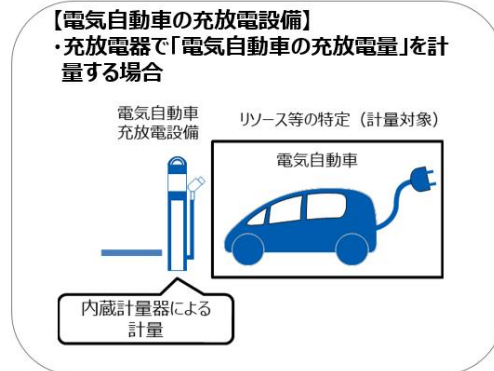 【電気自動車の充放電設備】
・充放電器で「電気自動車の充放電量」を計
量する場合
電気自動車
充放電設備
リソース等の特定（計量対象）
電気自動車
内蔵計量器による
計量